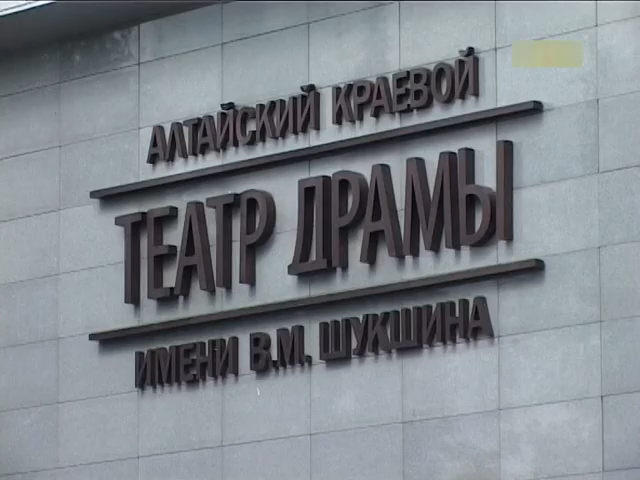 АЛТАЙСКИЙ КРАЕВОЙ
ТЕАТР ДРАМЫ
ИМЕНИ В.М. ШУКШИНА